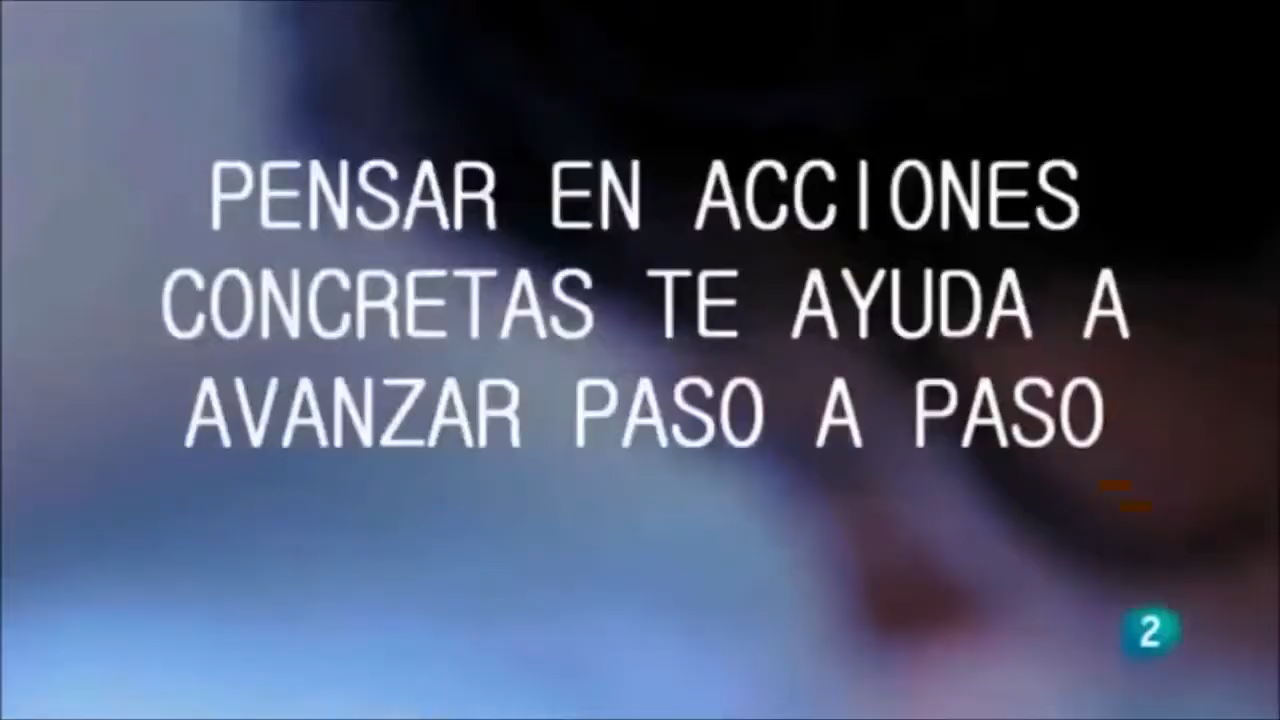 PENSAR EN ACCIONES
CONCRETAS TE AYUDA A
AVANZAR PASO A PASO
2